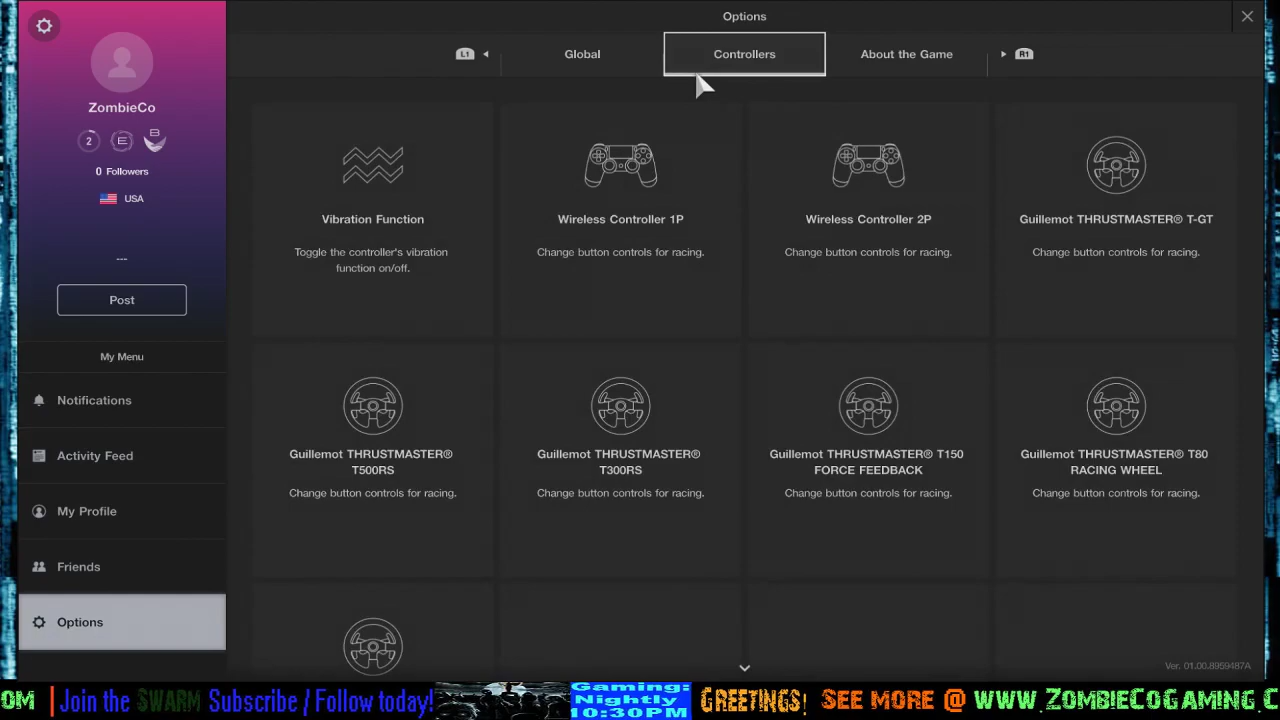 Options
L1
Global
Controllers
About the Game
R1
ZombieCo
2
E
B
0 Followers
USA
---
Post
My Menu
Notifications
Activity Feed
My Profile
Friends
Options
Vibration Function
Toggle the controller's vibration
function on/off.
Wireless Controller 1P
Change button controls for racing.
Wireless Controller 2P
Change button controls for racing.
Guillemot THRUSTMASTER® T-GT
Change button controls for racing.
Guillemot THRUSTMASTER®
T500RS
Change button controls for racing.
Guillemot THRUSTMASTER®
T300RS
Change button controls for racing.
Guillemot THRUSTMASTER® T150
FORCE FEEDBACK
Change button controls for racing.
Guillemot THRUSTMASTER® T80
RACING WHEEL
Change button controls for racing.
Ver. 01.00.8959487A
OM
Join the SWARM Subscribe / Follow today!
Gaming:
Nightly
10:30PM
GREETINGS!
SEE MORE @ WWW.ZOMBIECOGAMING.C